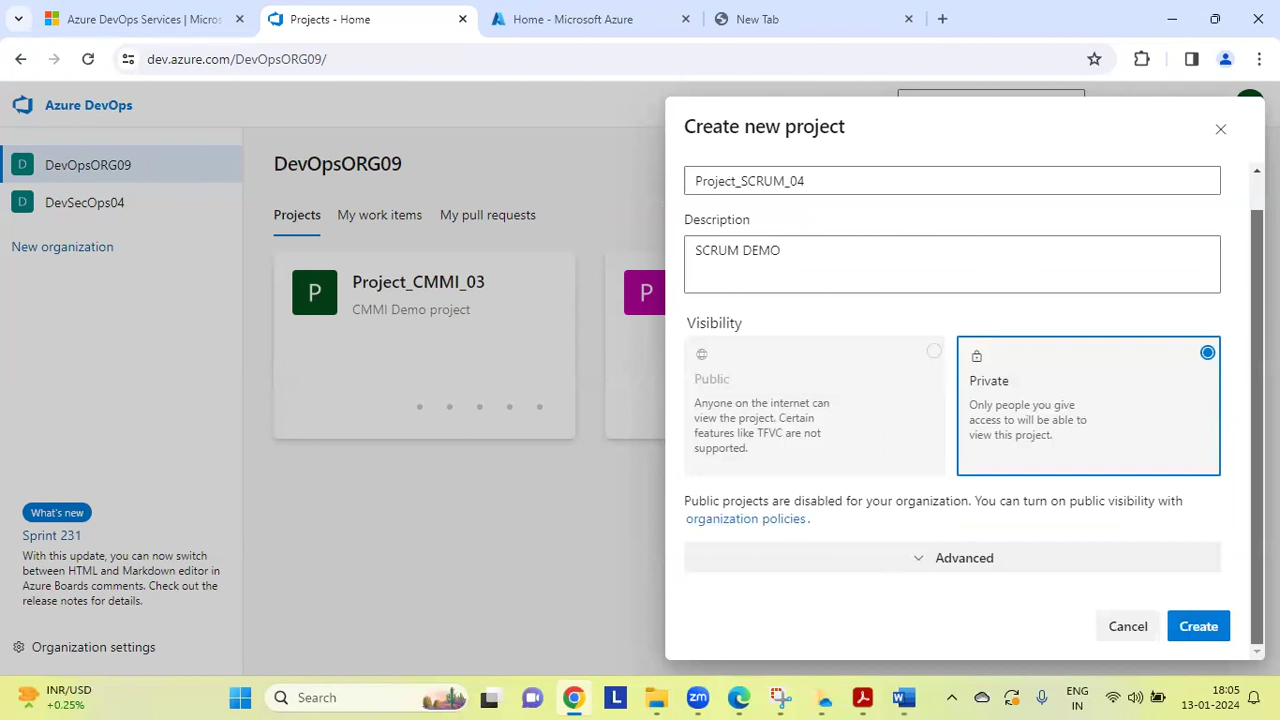 Azure DevOps Services | Micros
Projects - Home
Home - Microsoft Azure
New Tab
dev.azure.com/DevOpsORG09/
Azure DevOps
D DevOpsORG09
D DevSecOps04
New organization
What's new
Sprint 231
With this update, you can now switch
between HTML and Markdown editor in
Azure Boards comments. Check out the
release notes for details.
Organization settings
DevOpsORG09
Projects My work items My pull requests
P Project_CMMI_03
CMMI Demo project
P
Create new project
Project_SCRUM_04
Description
SCRUM DEMO
Visibility
Public
Anyone on the internet can
view the project. Certain
features like TFVC are not
supported.
Private
Only people you give
access to will be able to
view this project.
Public projects are disabled for your organization. You can turn on public visibility with
organization policies.
Advanced
Cancel Create
INR/USD
+0.25%
Search
L
zm
W
ENG
IN
18:05
13-01-2024